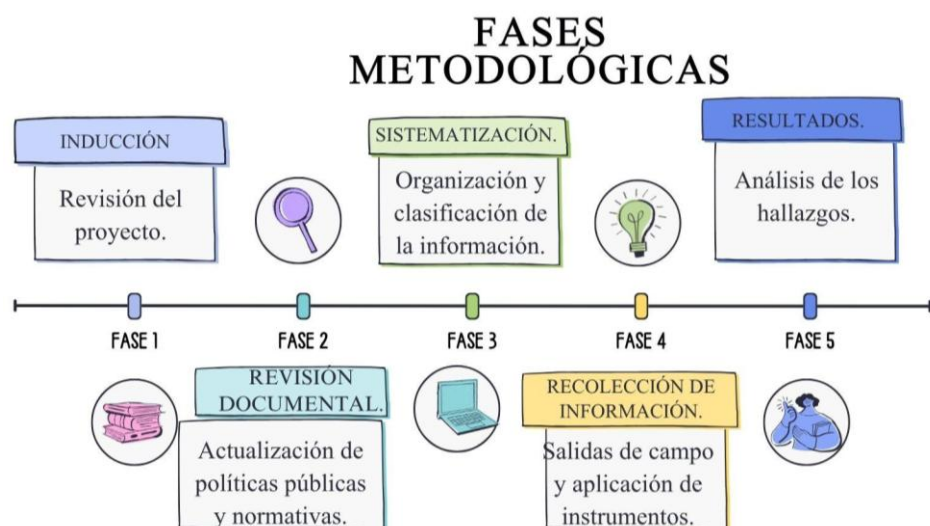 FASES
METODOLÓGICAS
INDUCCIÓN
Revisión del
proyecto.
SISTEMATIZACIÓN.
Organización y
clasificación de
la información.
RESULTADOS.
Análisis de los
hallazgos.
FASE 1
FASE 2
FASE 3
FASE 4
FASE 5
REVISIÓN
DOCUMENTAL.
Actualización de
políticas públicas
y normativas.
RECOLECCIÓN DE
INFORMACIÓN.
Salidas de campo
y aplicación de
instrumentos.